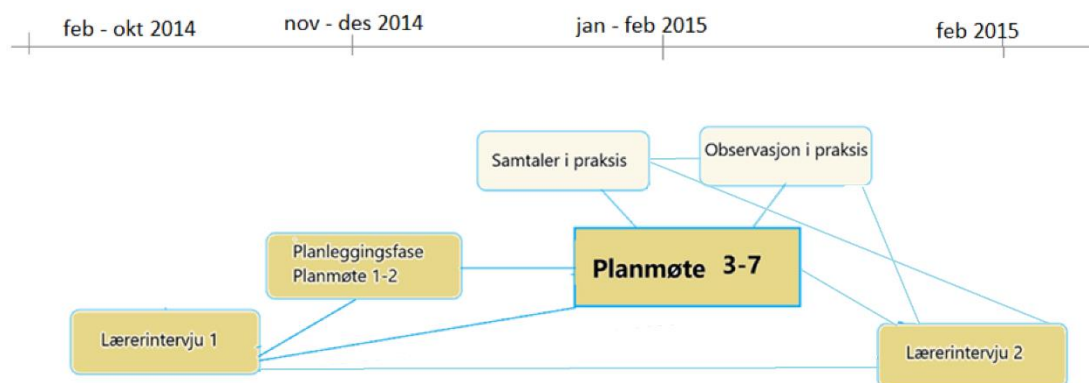 feb - okt 2014
nov - des 2014
jan - feb 2015
feb 2015
Samtaler i praksis
Observasjon i praksis
Planleggingsfase
Planmøte 1-2
Planmøte 3-7
Lærerintervju 1
Lærerintervju 2